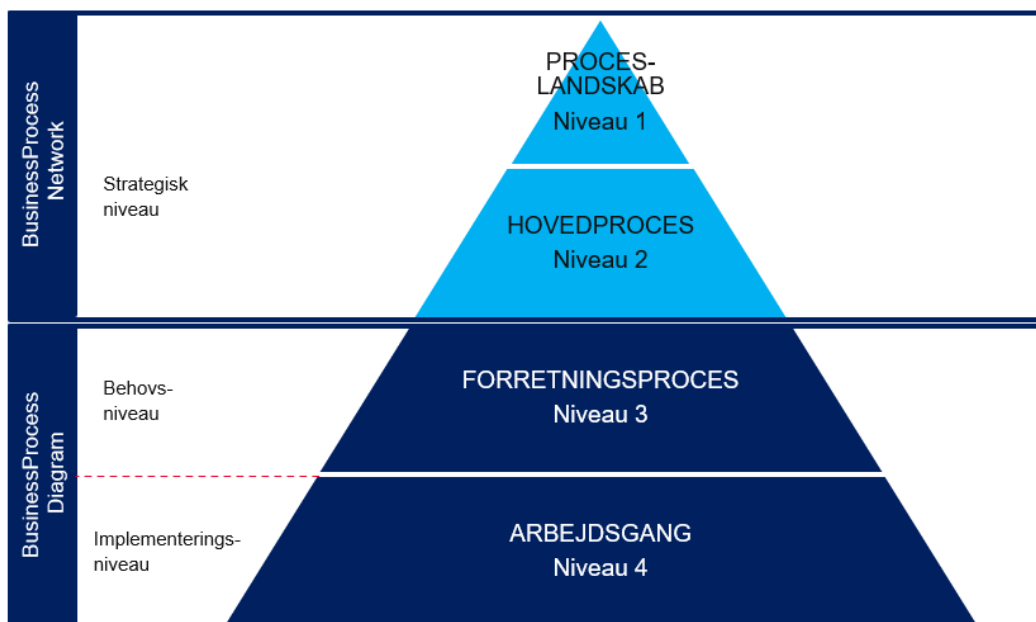 BusinessProcess
Network
Strategisk
niveau
PROCES-
LANDSKAB
Niveau 1
HOVEDPROCES
Niveau 2
BusinessProcess
Diagram
Behovs-
niveau
FORRETNINGSPROCES
Niveau 3
Implementerings-
niveau
ARBEJDSGANG
Niveau 4